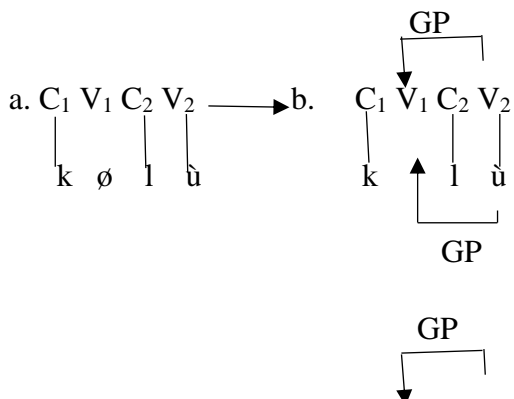 GP
a. C₁ V₁ C₂ V₂ b. C₁ V₁ C₂ V₂
k ø l ù k l ù
GP
GP